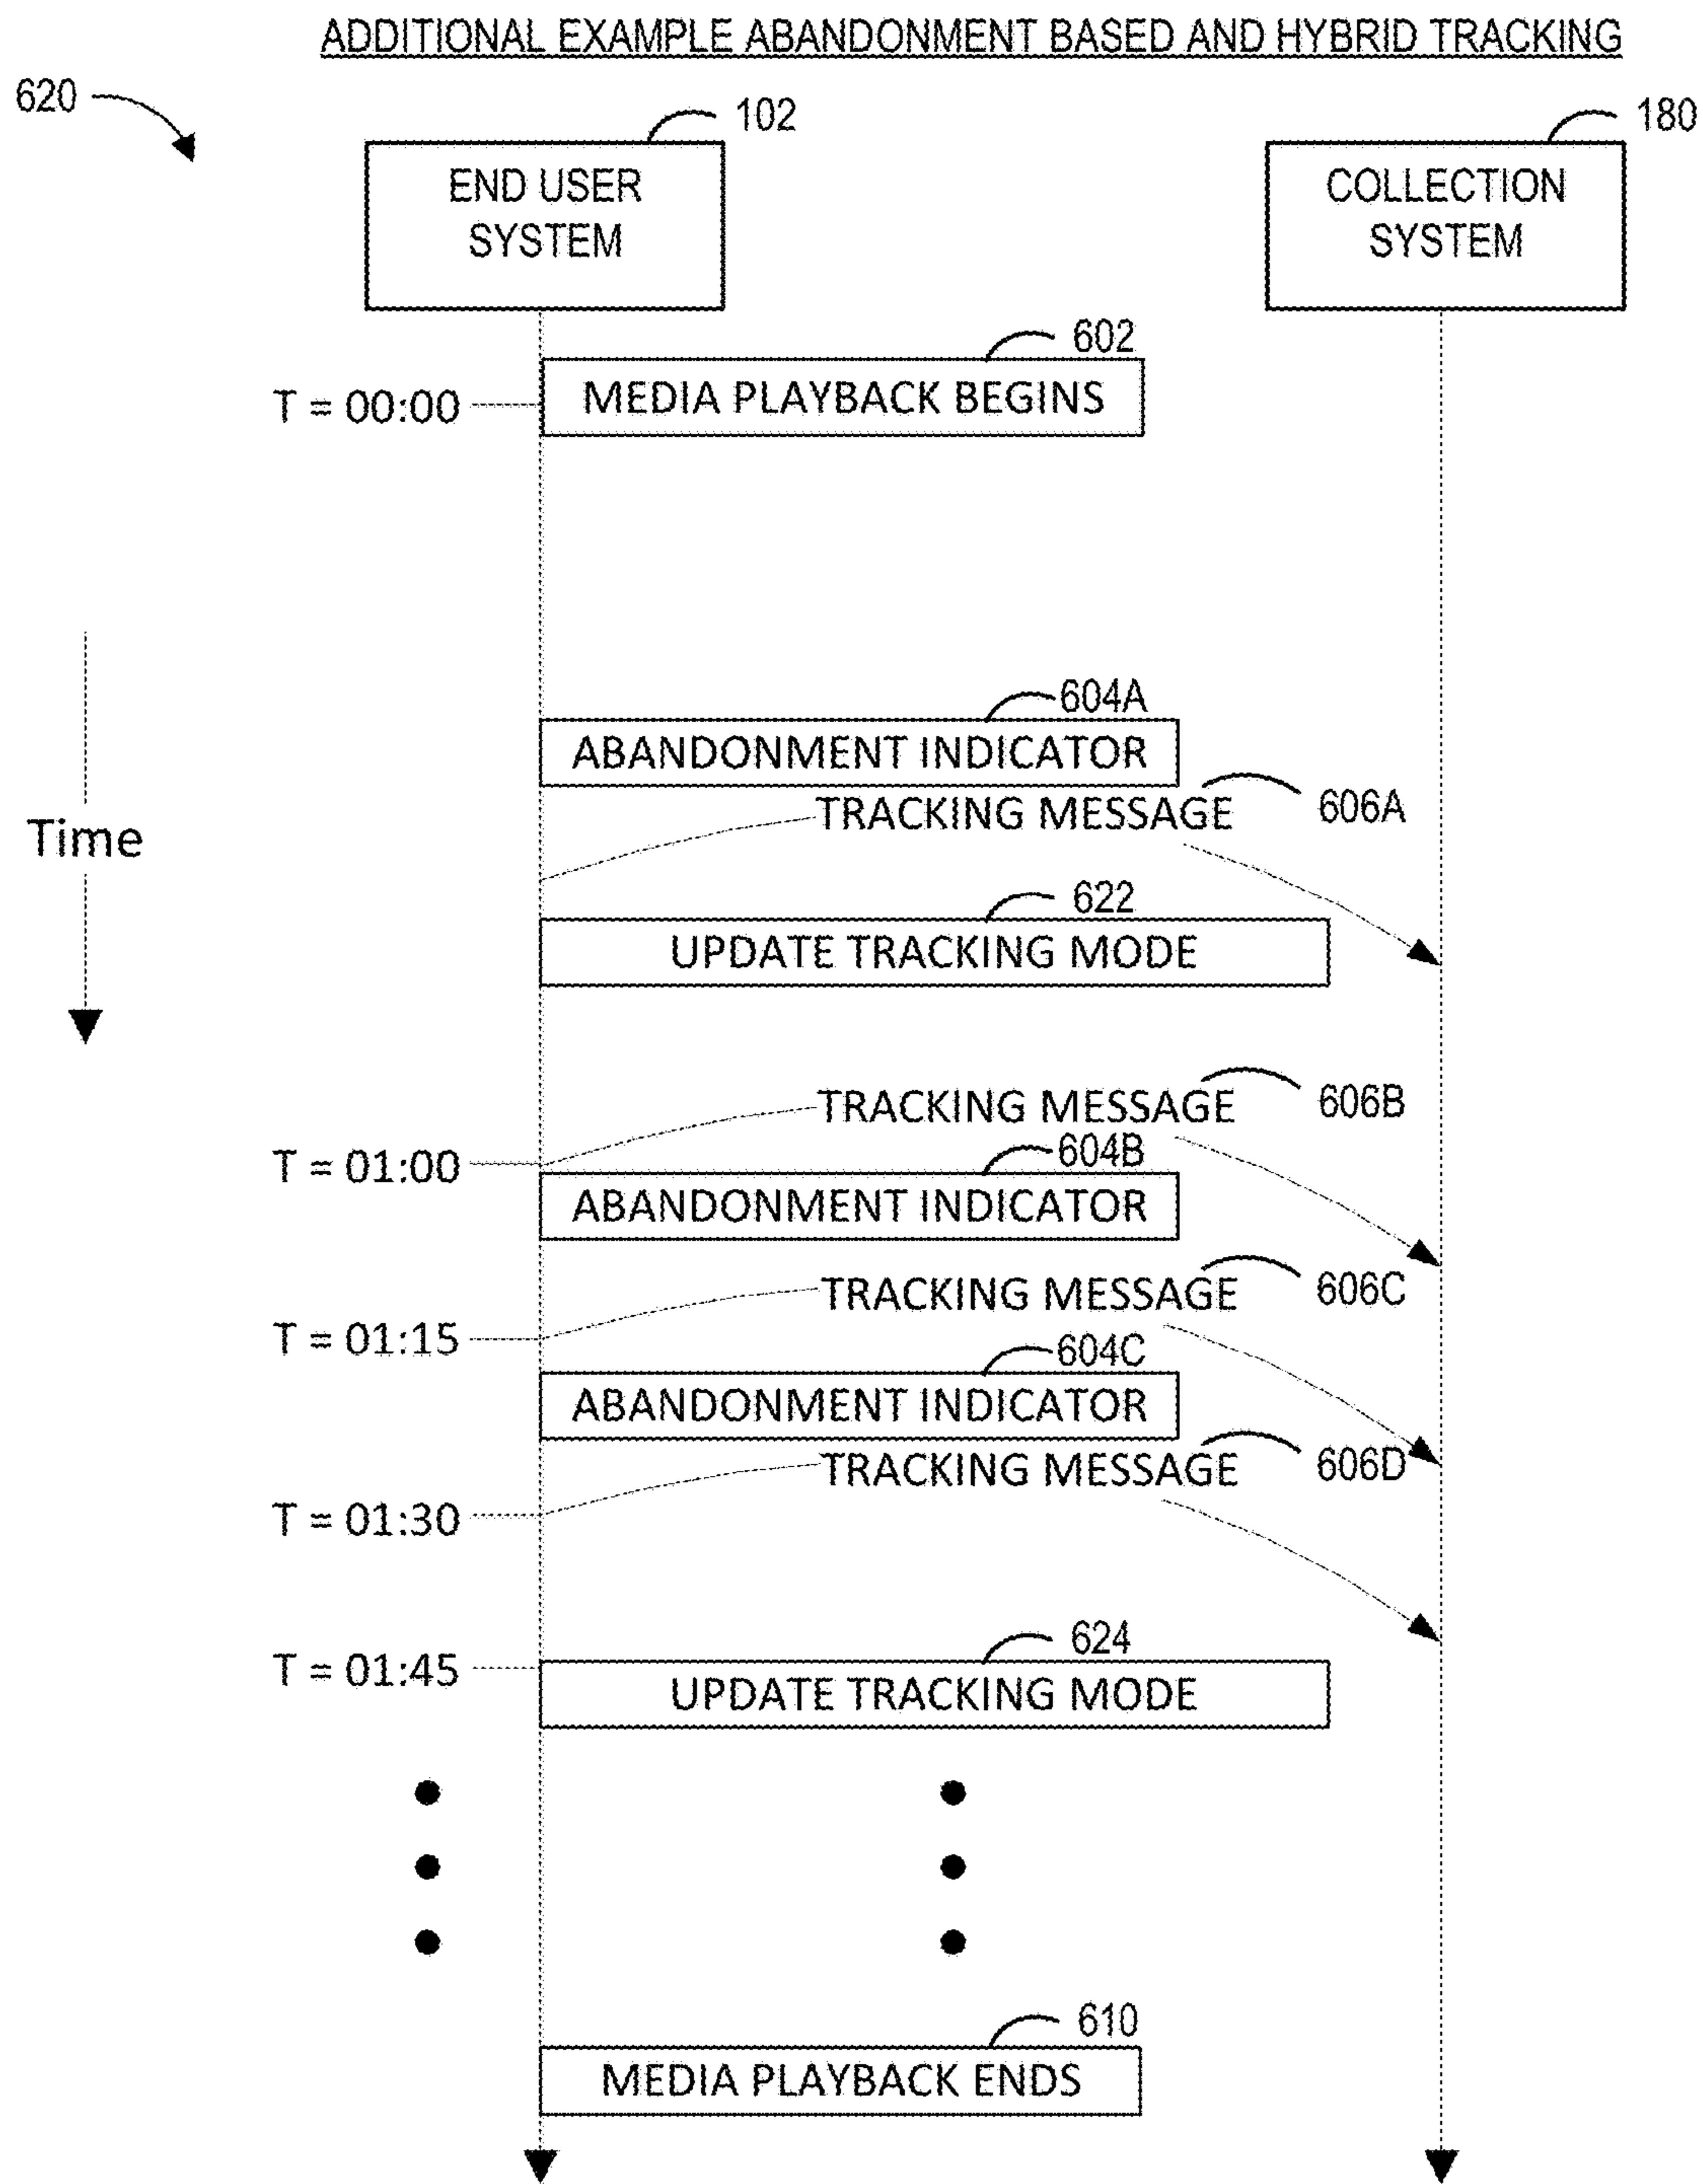 ADDITIONAL EXAMPLE ABANDONMENT BASED AND HYBRID TRACKING
620
102
180
END USER
SYSTEM
COLLECTION
SYSTEM
602
T = 00:00
MEDIA PLAYBACK BEGINS
604A
ABANDONMENT INDICATOR
TRACKING MESSAGE
606A
Time
622
UPDATE TRACKING MODE
TRACKING MESSAGE
606B
T = 01:00
604B
ABANDONMENT INDICATOR
TRACKING MESSAGE
606C
T = 01:15
604C
ABANDONMENT INDICATOR
TRACKING MESSAGE
606D
T = 01:30
624
T = 01:45
UPDATE TRACKING MODE
610
MEDIA PLAYBACK ENDS